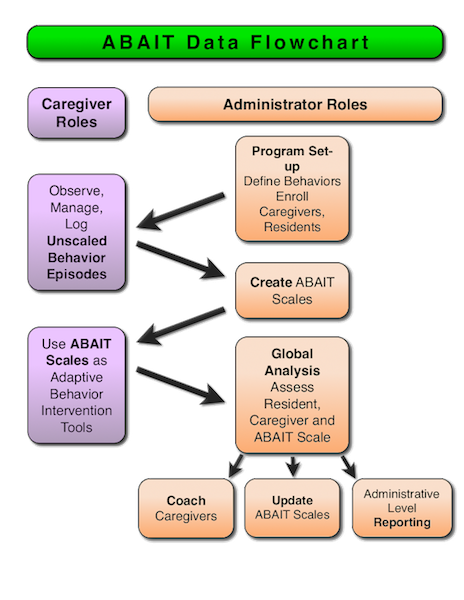 ABAIT Data Flowchart
Caregiver
Roles
Administrator Roles
Program Set-
up
Define Behaviors
Enroll
Caregivers,
Residents
Observe,
Manage,
Log
Unscaled
Behavior
Episodes
Create ABAIT
Scales
Use ABAIT
Scales as
Adaptive
Behavior
Intervention
Tools
Global
Analysis
Assess
Resident,
Caregiver and
ABAIT Scale
Coach
Caregivers
Update
ABAIT Scales
Administrative
Level
Reporting